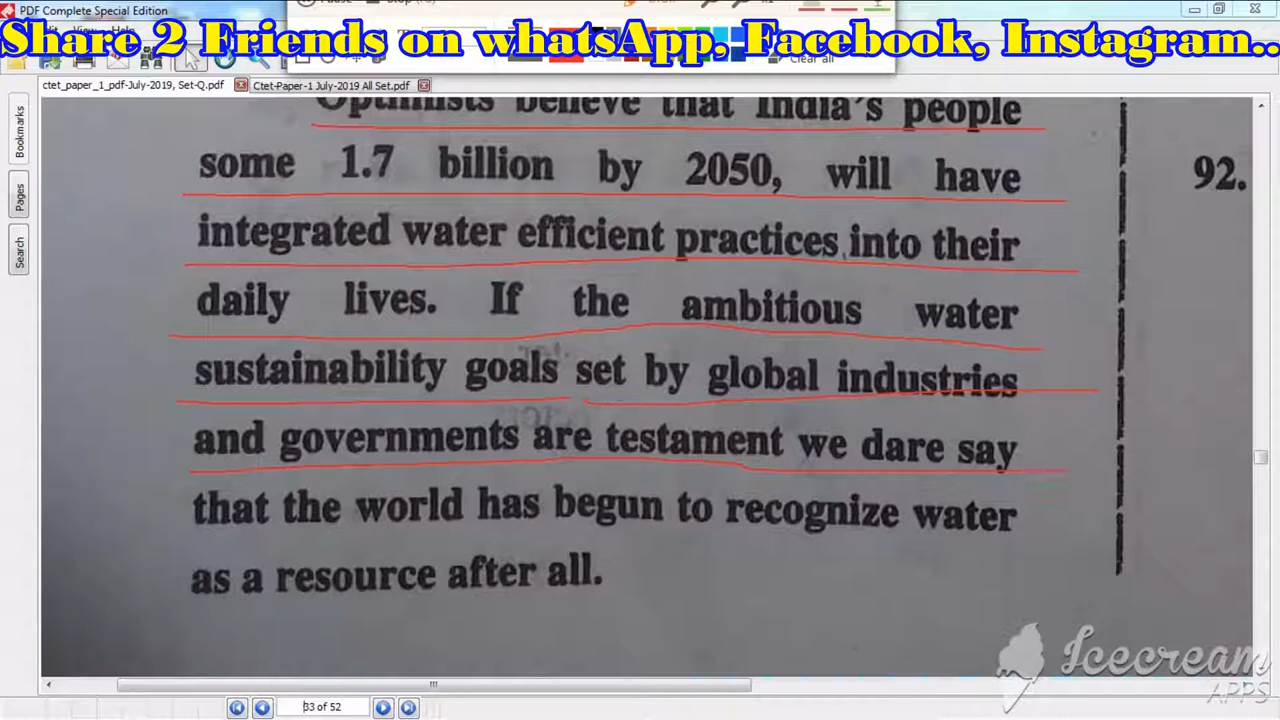 PDF Complete Special Edition
Share 2 Friends on whatsApp, Facebook, Instagram..
Clear all
ctet_paper_1_pdf-July-2019, Set-Q.pdf
Ctet-Paper-1 July-2019 All Set.pdf
Bookmarks
Pages
Search
Optimists believe that India's people
some 1.7 billion by 2050, will have
integrated water efficient practices into their
daily lives. If the ambitious water
sustainability goals set by global industries
and governments are testament we dare say
that the world has begun to recognize water
as a resource after all.
92.
33 of 52
Icecream
APPS